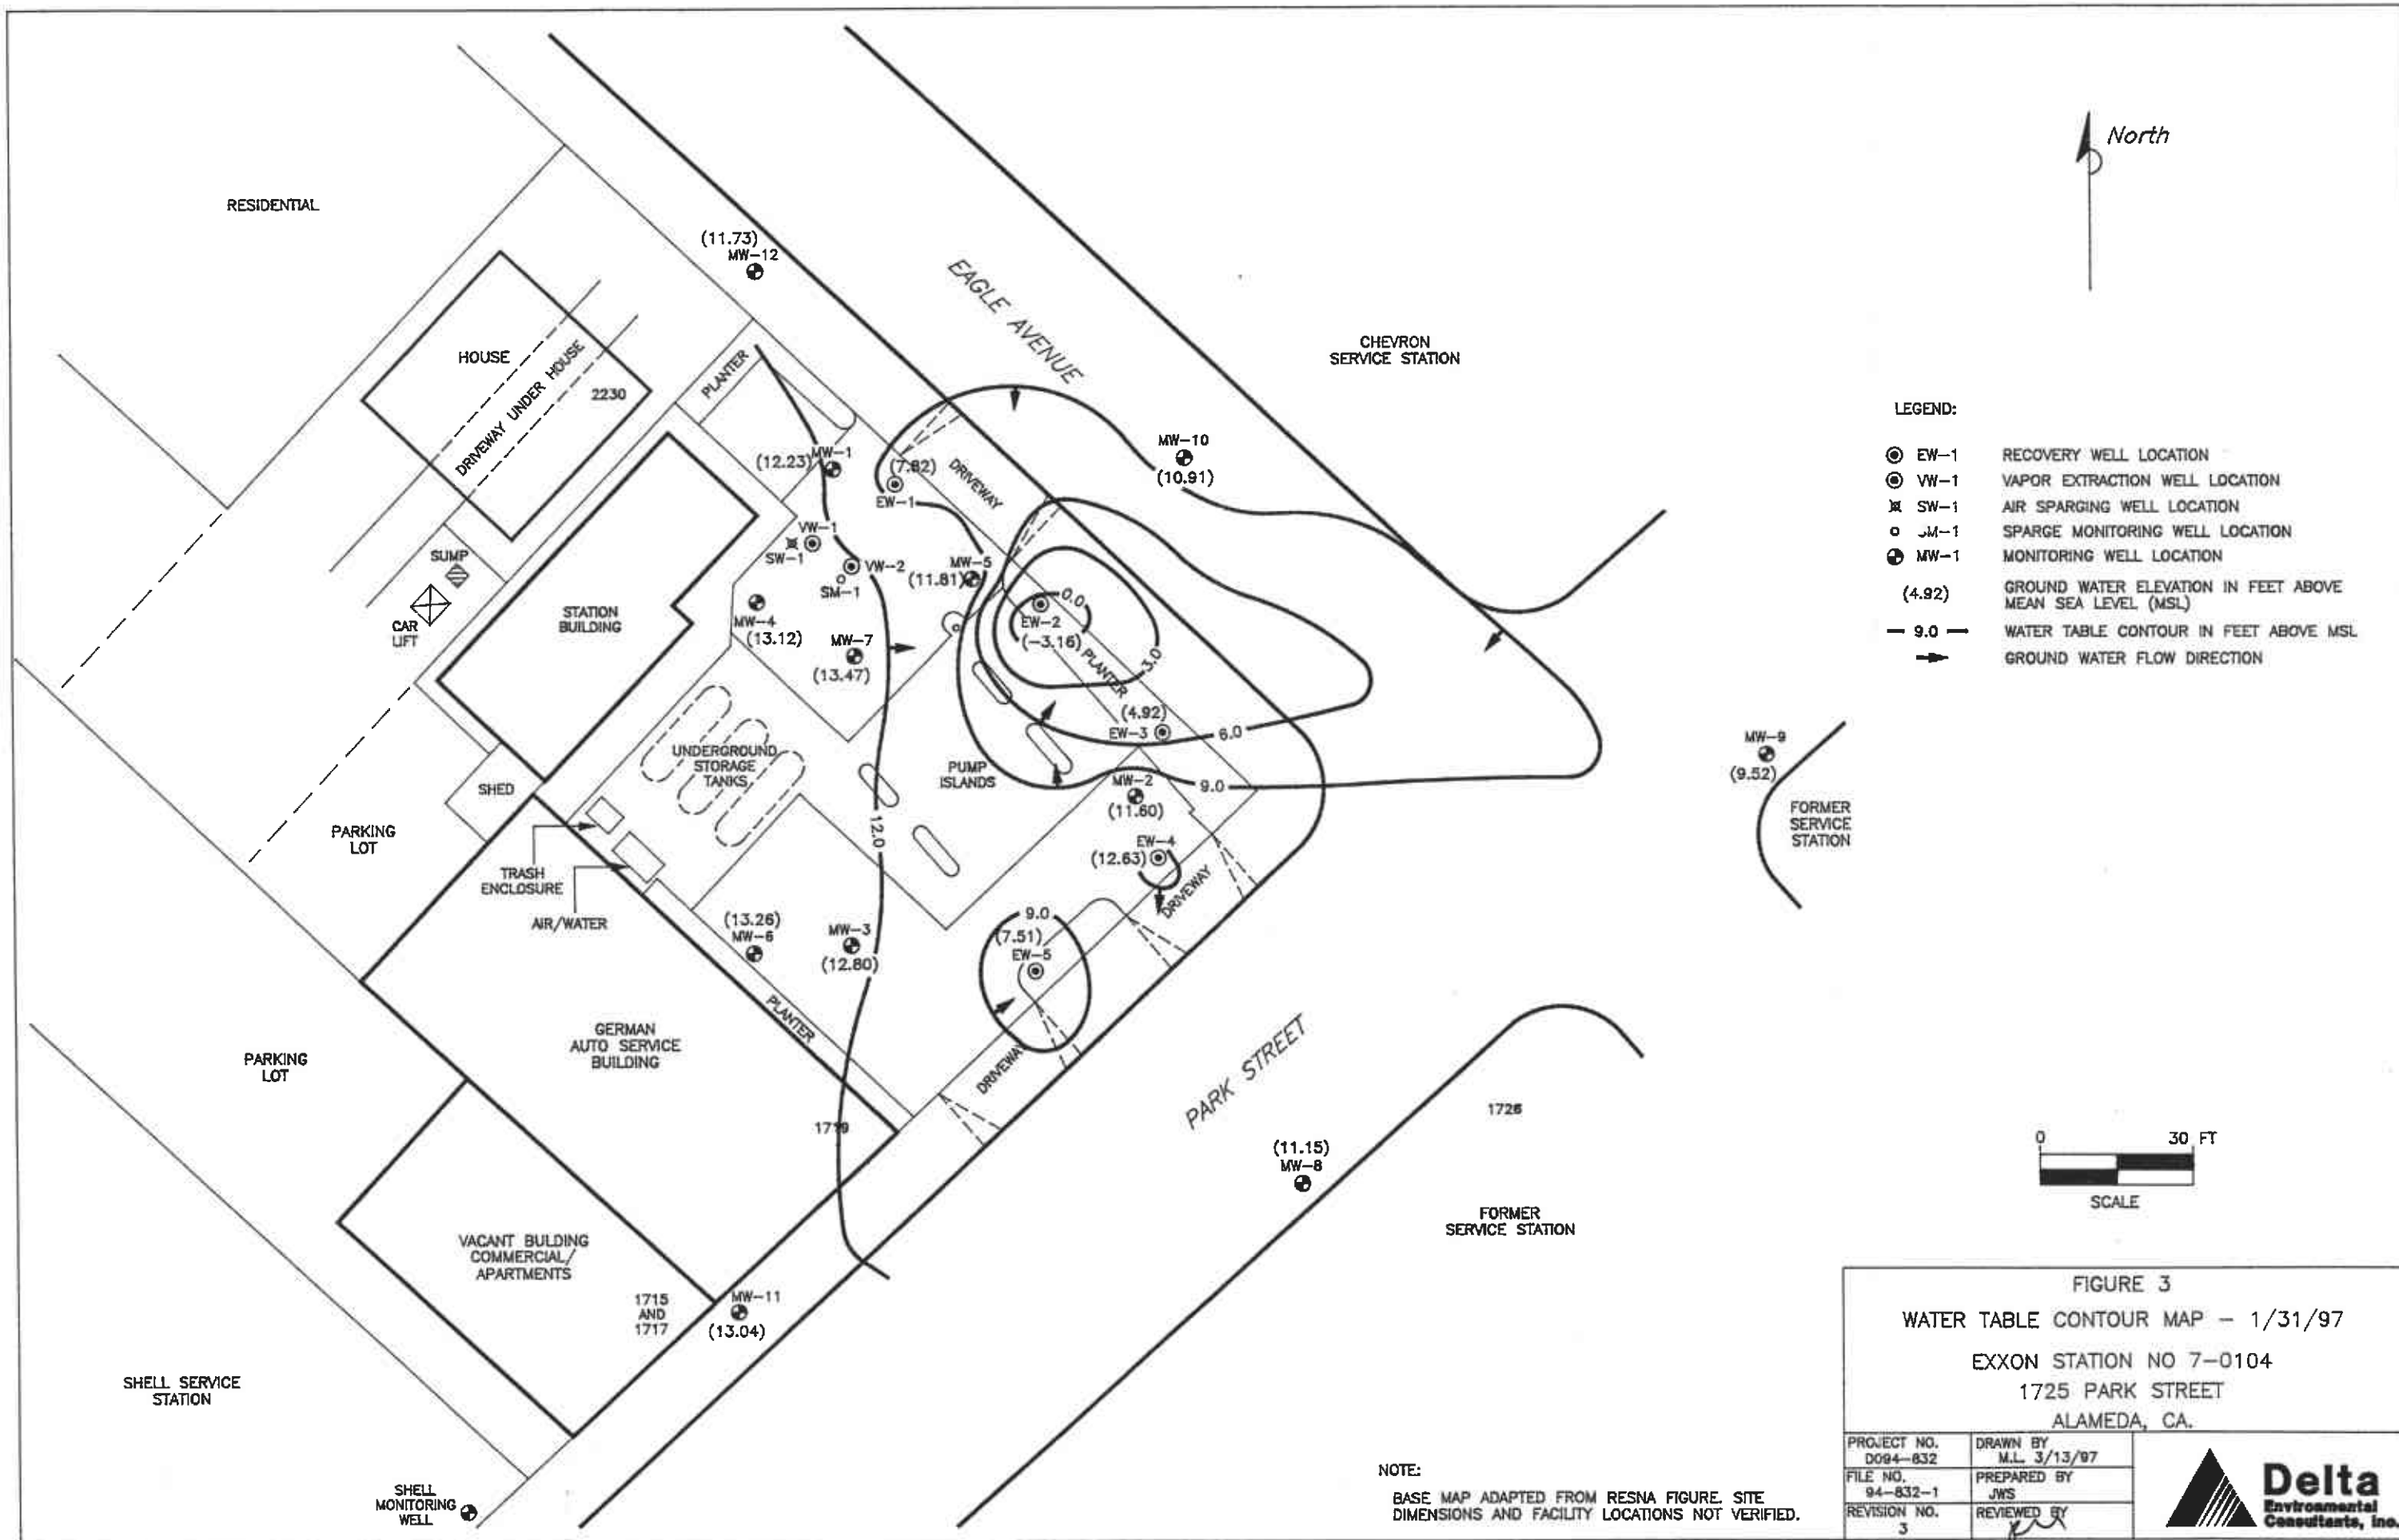 North
RESIDENTIAL
(11.73)
MW-12
EAGLE AVENUE
CHEVRON
SERVICE STATION
HOUSE
DRIVEWAY UNDER HOUSE
2230
PLANTER
LEGEND:
EW-1 RECOVERY WELL LOCATION
VW-1 VAPOR EXTRACTION WELL LOCATION
SW-1 AIR SPARGING WELL LOCATION
M-1 SPARGE MONITORING WELL LOCATION
MW-1 MONITORING WELL LOCATION
(4.92) GROUND WATER ELEVATION IN FEET ABOVE
MEAN SEA LEVEL (MSL)
9.0 WATER TABLE CONTOUR IN FEET ABOVE MSL
GROUND WATER FLOW DIRECTION
MW-10
(10.91)
(12.23) MW-1
(7.82)
EW-1
DRIVEWAY
VW-1
SW-1
VW-2
SM-1
MW-5
(11.81)
SUMP
CAR
LIFT
STATION
BUILDING
MW-4
(13.12)
MW-7
(13.47)
0.0
EW-2
(-3.16)
PLANTER
3.0
(4.92)
EW-3
6.0
UNDERGROUND
STORAGE
TANKS
PUMP
ISLANDS
MW-2
(11.60)
9.0
MW-9
(9.52)
FORMER
SERVICE
STATION
SHED
PARKING
LOT
12.0
EW-4
(12.63)
DRIVEWAY
TRASH
ENCLOSURE
AIR/WATER
(13.26)
MW-6
MW-3
(12.80)
9.0
(7.51)
EW-5
PLANTER
GERMAN
AUTO SERVICE
BUILDING
PARKING
LOT
DRIVEWAY
PARK STREET
1719
1726
(11.15)
MW-8
0 30 FT
SCALE
FORMER
SERVICE STATION
VACANT BULDING
COMMERCIAL/
APARTMENTS
1715
AND
1717
MW-11
(13.04)
SHELL SERVICE
STATION
SHELL
MONITORING
WELL
NOTE:
BASE MAP ADAPTED FROM RESNA FIGURE. SITE
DIMENSIONS AND FACILITY LOCATIONS NOT VERIFIED.
FIGURE 3
WATER TABLE CONTOUR MAP - 1/31/97
EXXON STATION NO 7-0104
1725 PARK STREET
ALAMEDA, CA.
PROJECT NO.
D094-832
DRAWN BY
M.L. 3/13/97
FILE NO.
94-832-1
PREPARED BY
JWS
REVISION NO.
3
REVIEWED BY
Delta
Environmental
Consultants, Inc.